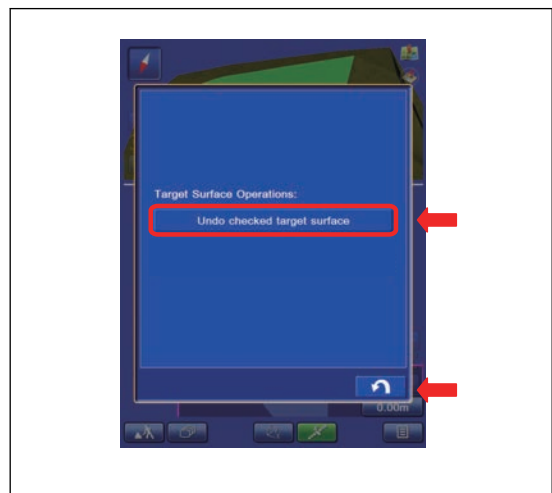 Target Surface Operations:
Undo checked target surface
0.00m